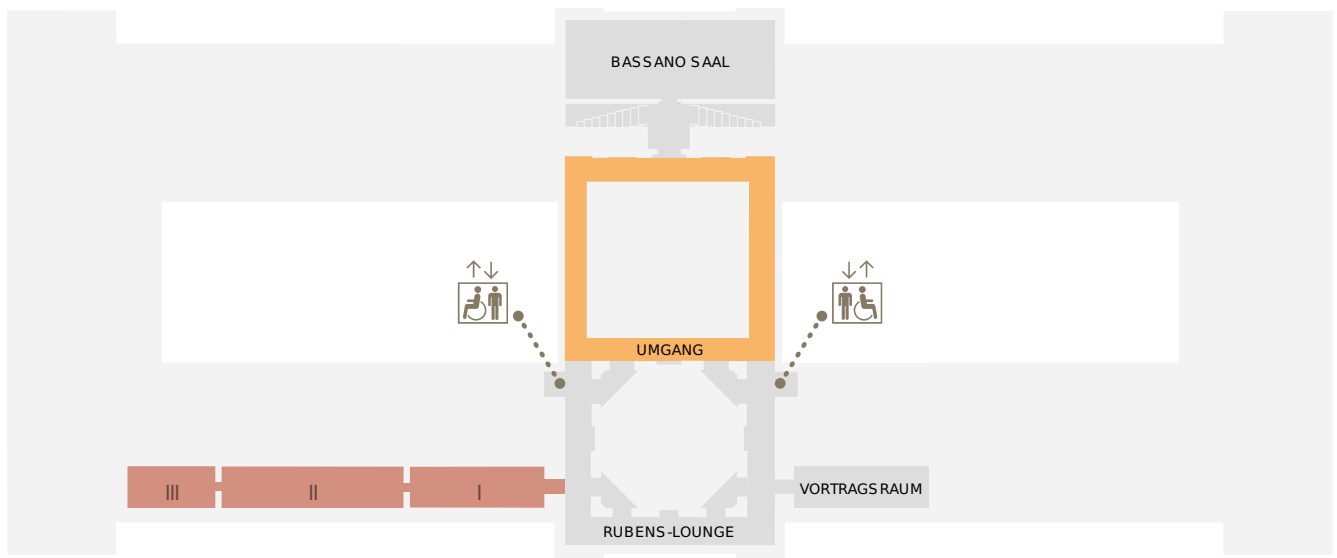 BASSANO SAAL
UMGANG
III
II
I
VORTRAGSRAUM
RUBENS-LOUNGE